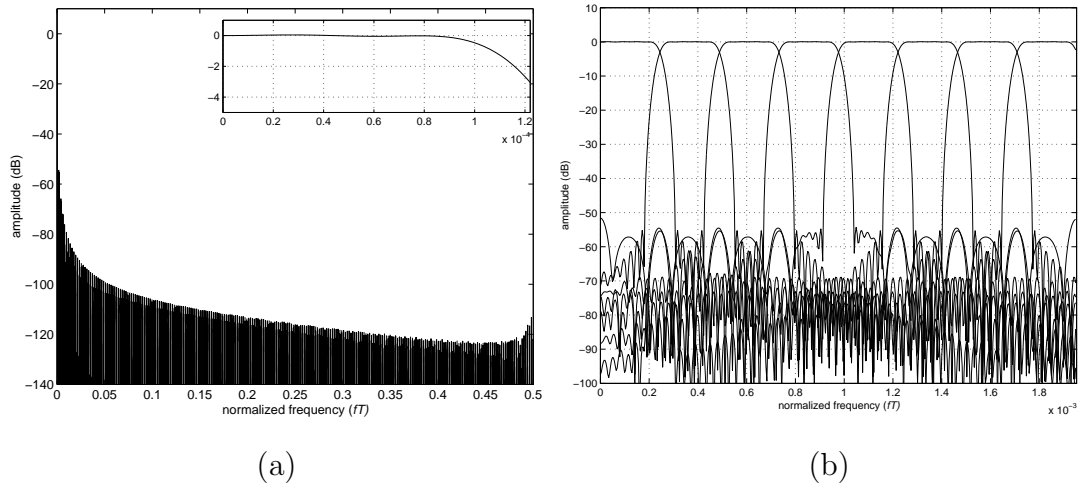 0
−20
−40
−60
−80
−100
−120
−140
amplitude (dB)
0 0.05 0.1 0.15 0.2 0.25 0.3 0.35 0.4 0.45 0.5
normalized frequency (fT)
0
−2
−4
0 0.2 0.4 0.6 0.8 1 1.2
x 10⁻⁴
(a)
10
0
−10
−20
−30
−40
−50
−60
−70
−80
−90
−100
amplitude (dB)
0 0.2 0.4 0.6 0.8 1 1.2 1.4 1.6 1.8
normalized frequency (fT)
x 10⁻³
(b)